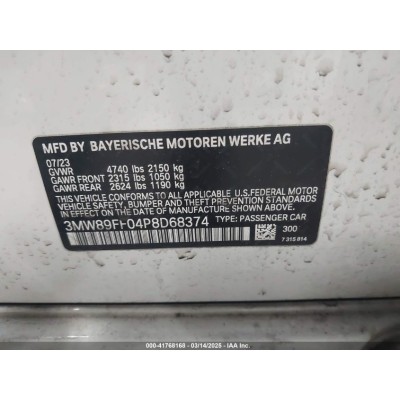 MFD BY BAYERISCHE MOTOREN WERKE AG
07/23
GVWR 4740 lbs 2150 kg
GAWR FRONT 2315 lbs 1050 kg
GAWR REAR 2624 lbs 1190 kg
THIS VEHICLE CONFORMS TO ALL APPLICABLE U.S. FEDERAL MOTOR
VEHICLE SAFETY, BUMPER AND THEFT PREVENTION STANDARDS
IN EFFECT ON THE DATE OF MANUFACTURE SHOWN ABOVE.
TYPE: PASSENGER CAR
300
7 315 814
000-41768168 - 03/14/2025 - IAA Inc.